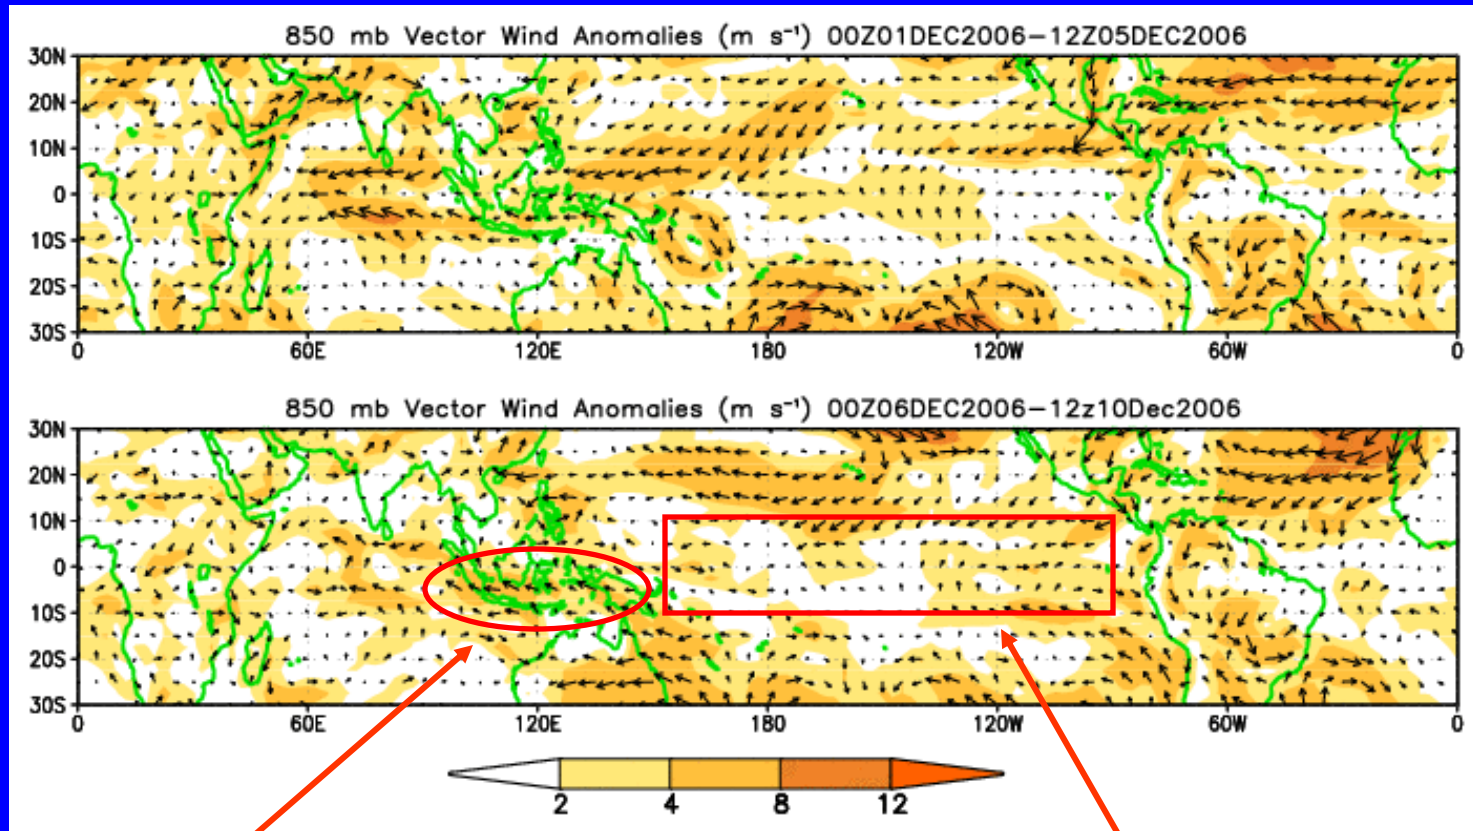 850 mb Vector Wind Anomalies (m s⁻¹) 00Z01DEC2006-12Z05DEC2006
30N
20N
10N
0
10S
20S
30S
0 60E 120E 180 120W 60W 0
850 mb Vector Wind Anomalies (m s⁻¹) 00Z06DEC2006-12z10Dec2006
30N
20N
10N
0
10S
20S
30S
0 60E 120E 180 120W 60W 0
2 4 8 12